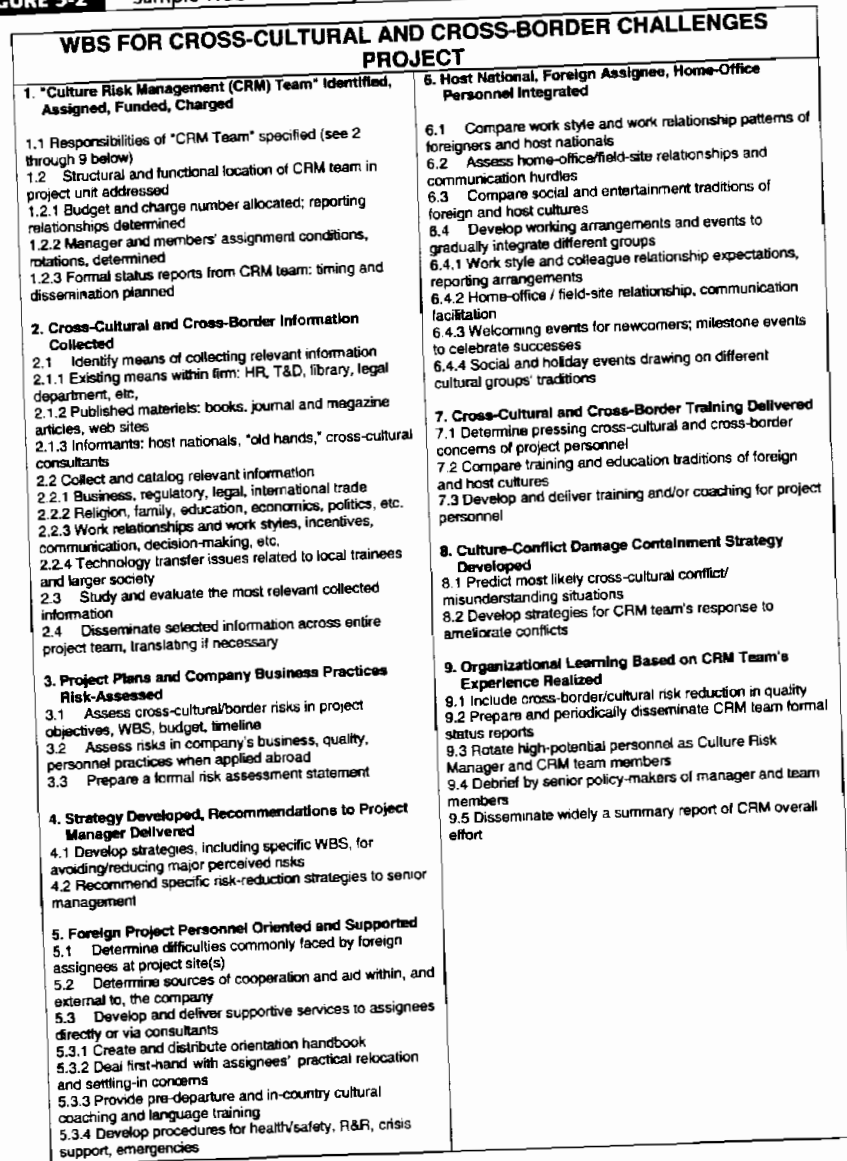 WBS FOR CROSS-CULTURAL AND CROSS-BORDER CHALLENGES
PROJECT
1. "Culture Risk Management (CRM) Team" Identified,
Assigned, Funded, Charged
1.1 Responsibilities of "CRM Team" specified (see 2
through 9 below)
1.2 Structural and functional location of CRM team in
project unit addressed
1.2.1 Budget and charge number allocated; reporting
relationships determined
1.2.2 Manager and members' assignment conditions,
rotations, determined
1.2.3 Formal status reports from CRM team: timing and
dissemination planned
2. Cross-Cultural and Cross-Border Information
Collected
2.1 Identify means of collecting relevant information
2.1.1 Existing means within firm: HR, T&D, library, legal
department, etc,
2.1.2 Published materiels: books, journal and magazine
articles, web sites
2.1.3 Informants: host nationals, "old hands," cross-cultural
consultants
2.2 Collect and catalog relevant information
2.2.1 Business, regulatory, legal, international trade
2.2.2 Religion, family, education, economics, politics, etc.
2.2.3 Work relationships and work styles, incentives,
communication, decision-making, etc.
2.2.4 Technology transfer issues related to local trainees
and larger society
2.3 Study and evaluate the most relevant collected
information
2.4 Disseminate selected information across entire
project team, translating if necessary
3. Project Plans and Company Business Practices
Risk-Assessed
3.1 Assess cross-cultural/border risks in project
objectives, WBS, budget, timeline
3.2 Assess risks in company's business, quality,
personnel practices when applied abroad
3.3 Prepare a formal risk assessment statement
4. Strategy Developed, Recommendations to Project
Manager Delivered
4.1 Develop strategies, including specific WBS, for
avoiding/reducing major perceived risks
4.2 Recommend specific risk-reduction strategies to senior
management
5. Foreign Project Personnel Oriented and Supported
5.1 Determine difficulties commonly faced by foreign
assignees at project site(s)
5.2 Determine sources of cooperation and aid within, and
external to, the company
5.3 Develop and deliver supportive services to assignees
directly or via consultants
5.3.1 Create and distribute orientation handbook
5.3.2 Deal first-hand with assignees' practical relocation
and settling-in concerns
5.3.3 Provide pre-departure and in-country cultural
coaching and language training
5.3.4 Develop procedures for health/safety, R&R, crisis
support, emergencies
6. Host National, Foreign Assignee, Home-Office
Personnel Integrated
6.1 Compare work style and work relationship patterns of
foreigners and host nationals
6.2 Assess home-office/field-site relationships and
communication hurdles
6.3 Compare social and entertainment traditions of
foreign and host cultures
6.4 Develop working arrangements and events to
gradually integrate different groups
6.4.1 Work style and colleague relationship expectations,
reporting arrangements
6.4.2 Home-office / field-site relationship, communication
facilitation
6.4.3 Welcoming events for newcomers; milestone events
to celebrate successes
6.4.4 Social and holiday events drawing on different
cultural groups' traditions
7. Cross-Cultural and Cross-Border Training Delivered
7.1 Determine pressing cross-cultural and cross-border
concerns of project personnel
7.2 Compare training and education traditions of foreign
and host cultures
7.3 Develop and deliver training and/or coaching for project
personnel
8. Culture-Conflict Damage Containment Strategy
Developed
8.1 Predict most likely cross-cultural conflict/
misunderstanding situations
8.2 Develop strategies for CRM team's response to
ameliorate conflicts
9. Organizational Learning Based on CRM Team's
Experience Realized
9.1 Include cross-border/cultural risk reduction in quality
9.2 Prepare and periodically disseminate CRM team formal
status reports
9.3 Rotate high-potential personnel as Culture Risk
Manager and CRM team members
9.4 Debrief by senior policy-makers of manager and team
members
9.5 Disseminate widely a summary report of CRM overall
effort